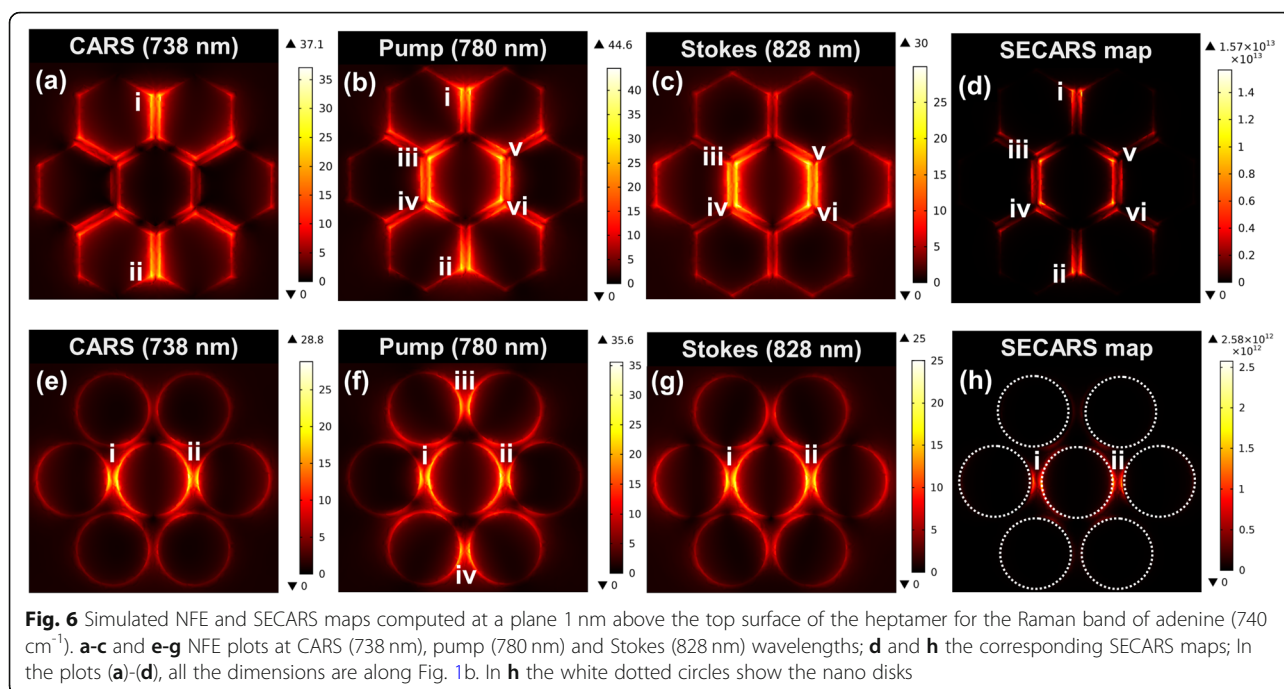 CARS (738 nm)
(a)
i
ii
▲ 37.1
35
30
25
20
15
10
5
0
▼ 0
Pump (780 nm)
(b)
i
iii
v
iv
vi
ii
▲ 44.6
40
35
30
25
20
15
10
5
0
▼ 0
Stokes (828 nm)
(c)
iii
v
iv
vi
▲ 30
25
20
15
10
5
0
▼ 0
SECARS map
(d)
i
iii
v
iv
vi
ii
▲ 1.57×10¹³
×10¹³
1.4
1.2
1
0.8
0.6
0.4
0.2
0
▼ 0
CARS (738 nm)
(e)
i
ii
▲ 28.8
25
20
15
10
5
0
▼ 0
Pump (780 nm)
(f)
iii
i
ii
iv
▲ 35.6
35
30
25
20
15
10
5
0
▼ 0
Stokes (828 nm)
(g)
i
ii
▲ 25
25
20
15
10
5
0
▼ 0
SECARS map
(h)
i
ii
▲ 2.58×10¹²
×10¹²
2.5
2
1.5
1
0.5
0
▼ 0
Fig. 6 Simulated NFE and SECARS maps computed at a plane 1 nm above the top surface of the heptamer for the Raman band of adenine (740
cm⁻¹). a-c and e-g NFE plots at CARS (738 nm), pump (780 nm) and Stokes (828 nm) wavelengths; d and h the corresponding SECARS maps; In
the plots (a)-(d), all the dimensions are along Fig. 1b. In h the white dotted circles show the nano disks